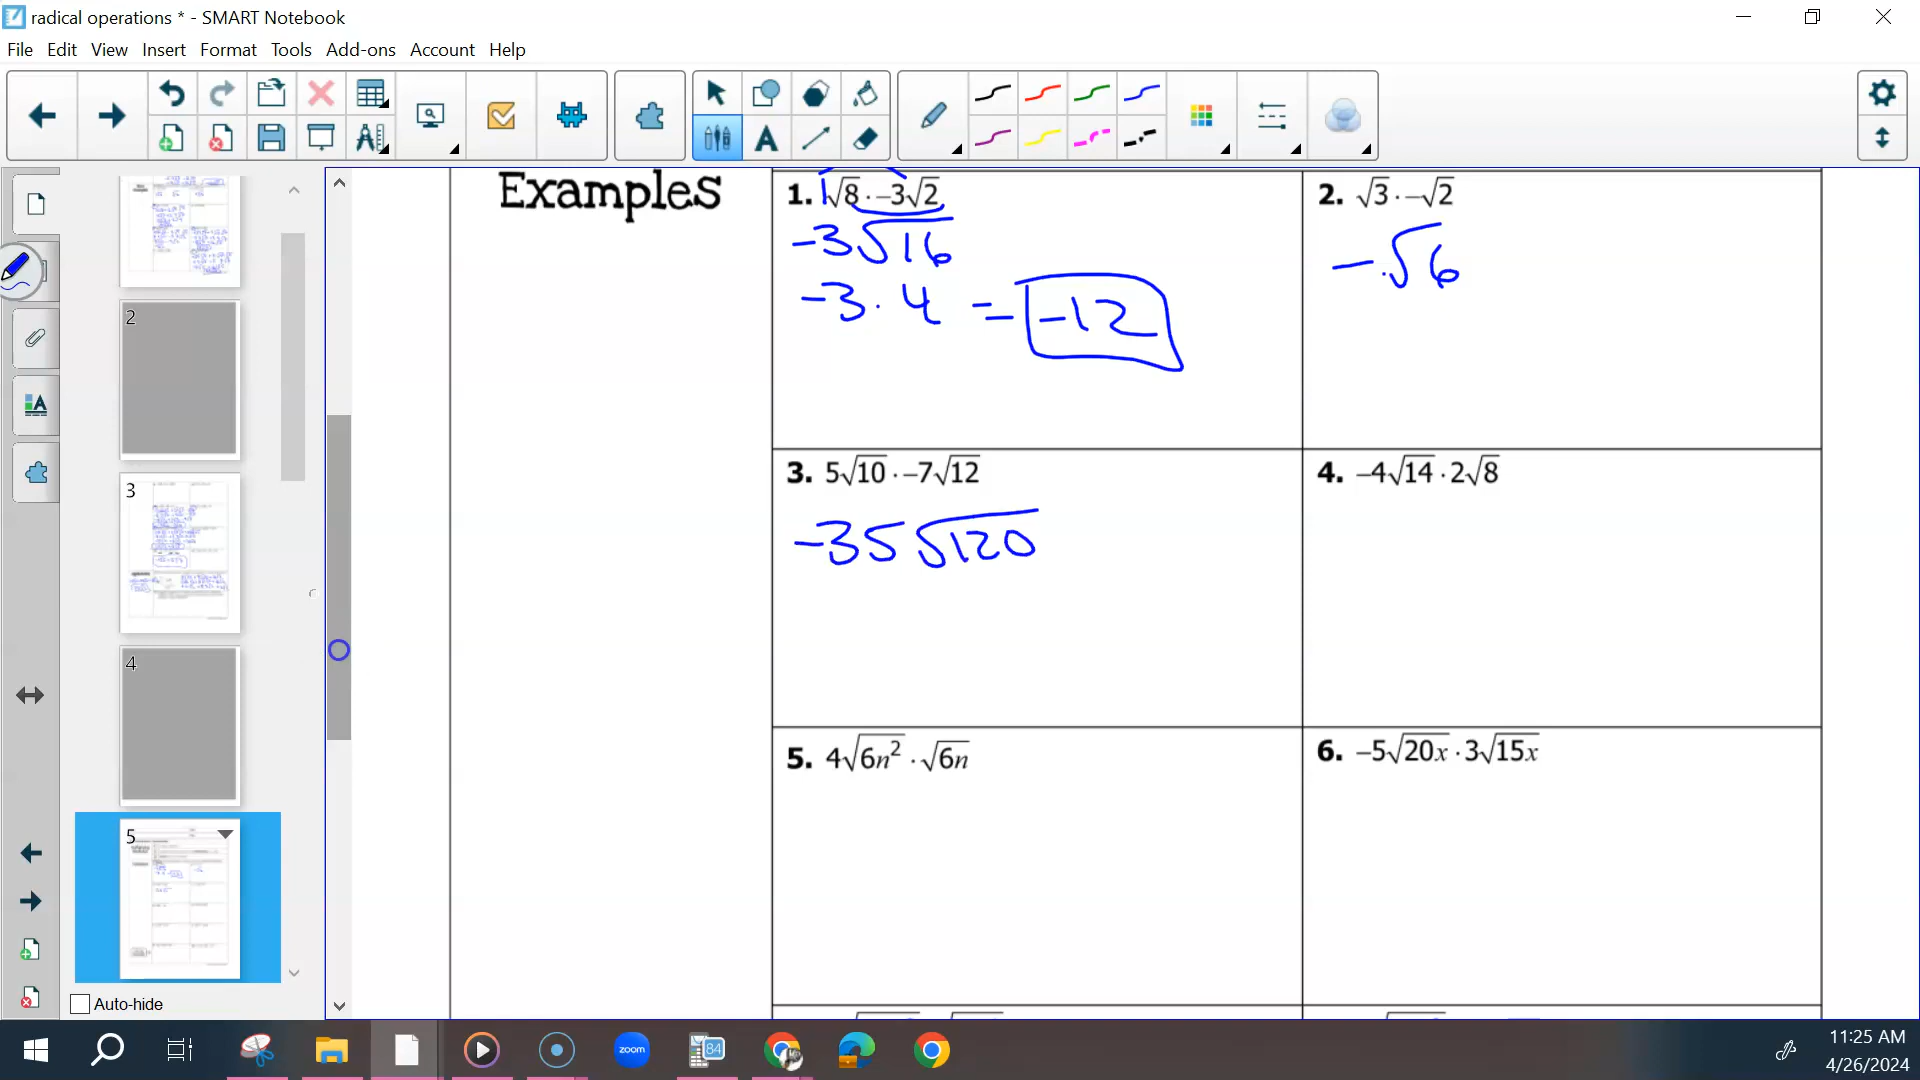 radical operations * - SMART Notebook
File Edit View Insert Format Tools Add-ons Account Help
Examples
1. 1√8 · −3√2
-3√16
-3 · 4 = -12
2. √3 · −√2
-√6
3. 5√10 · −7√12
-35√120
4. −4√14 · 2√8
5. 4√6n² · √6n
6. −5√20x · 3√15x
2
3
4
5
Auto-hide
zoom
84
11:25 AM
4/26/2024